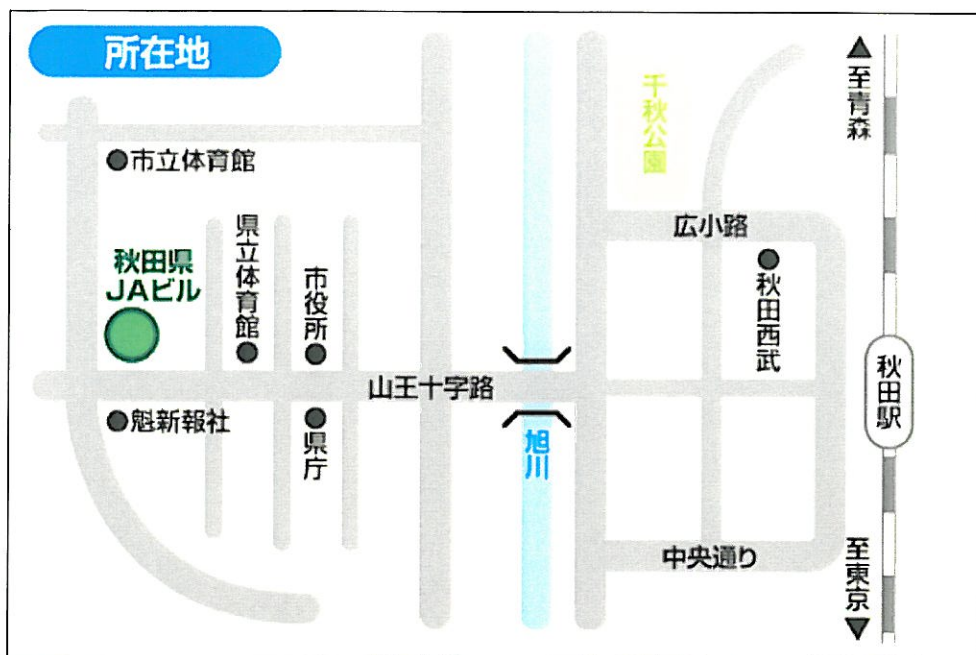 所在地
至青森
千秋公園
市立体育館
広小路
県立体育館
秋田県
JAビル
市役所
秋田西武
秋田駅
山王十字路
魁新報社
県庁
旭川
中央通り
至東京